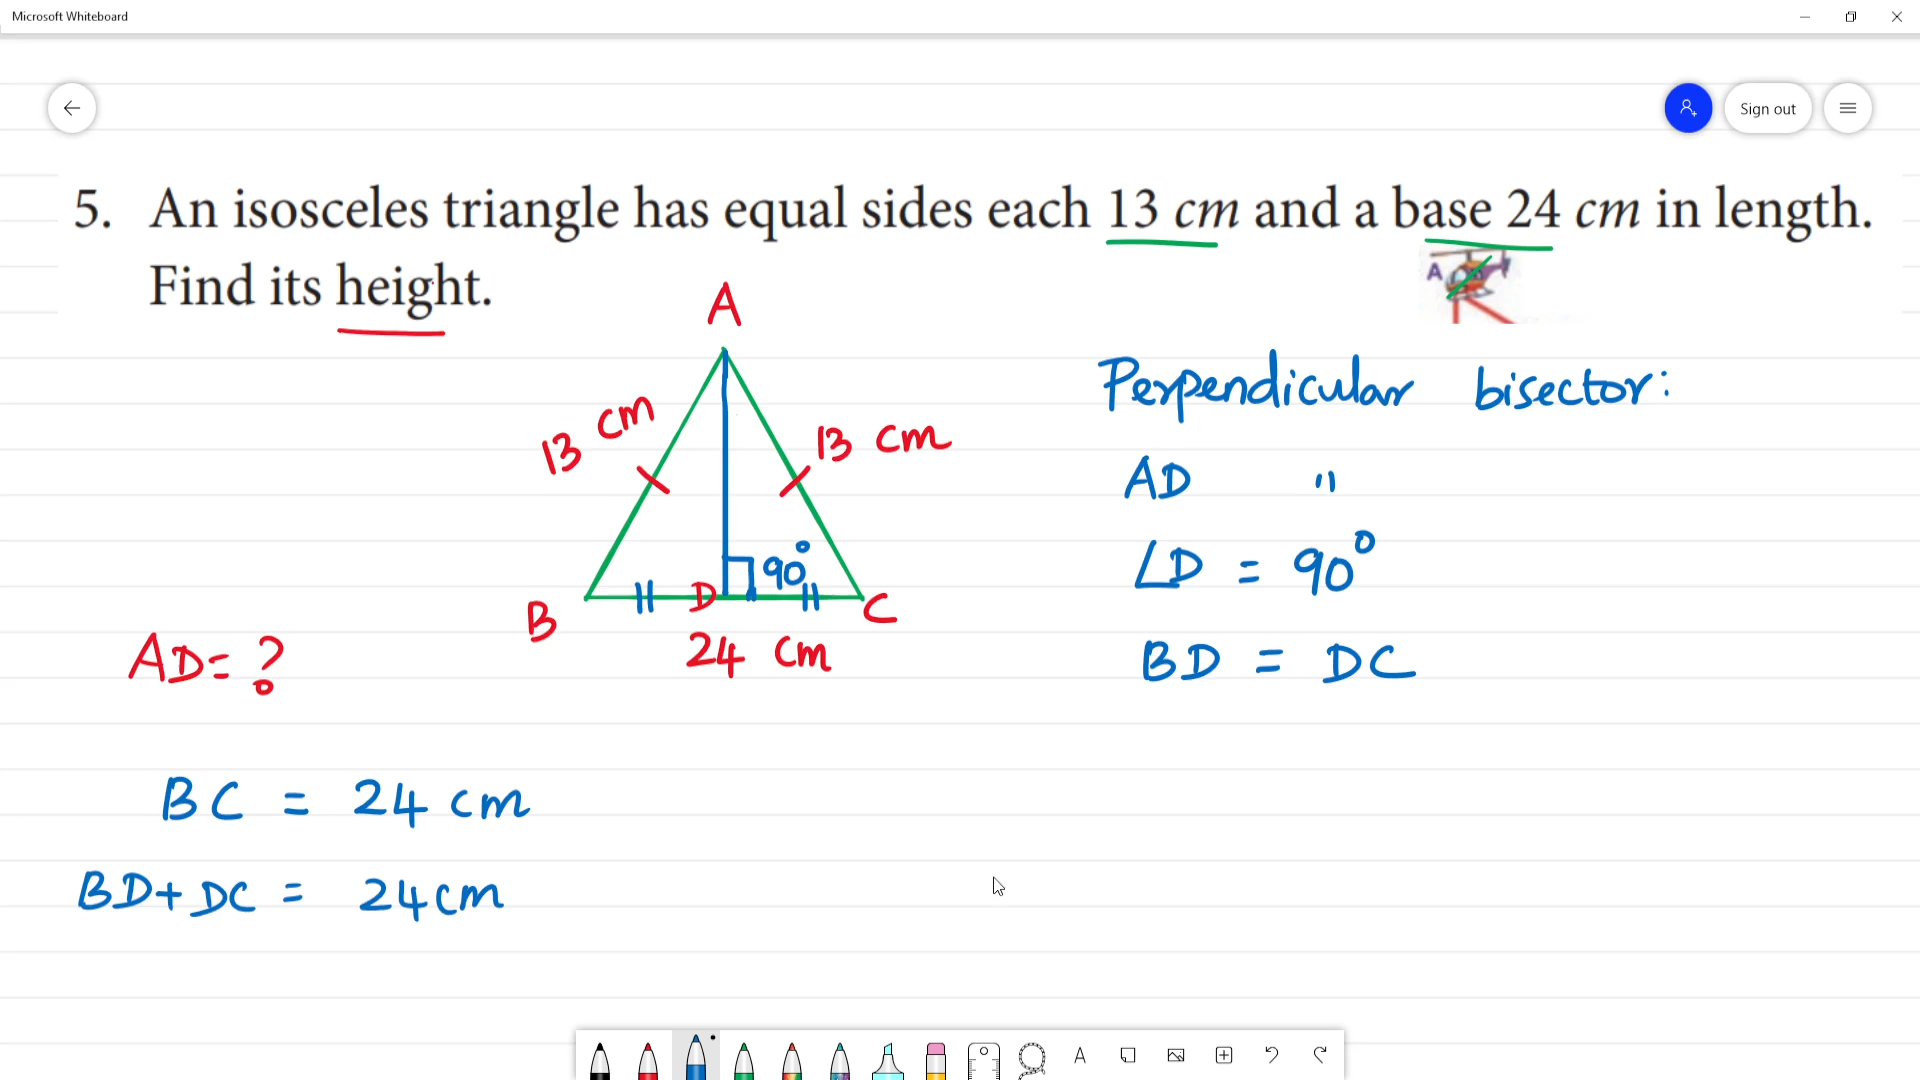 Microsoft Whiteboard
Sign out
5. An isosceles triangle has equal sides each 13 cm and a base 24 cm in length.
Find its height.
A
A
Perpendicular bisector:
13 cm
13 cm
AD "
90°
∠D = 90°
B
D
C
24 cm
AD = ?
BD = DC
BC = 24 cm
BD + DC = 24 cm
A